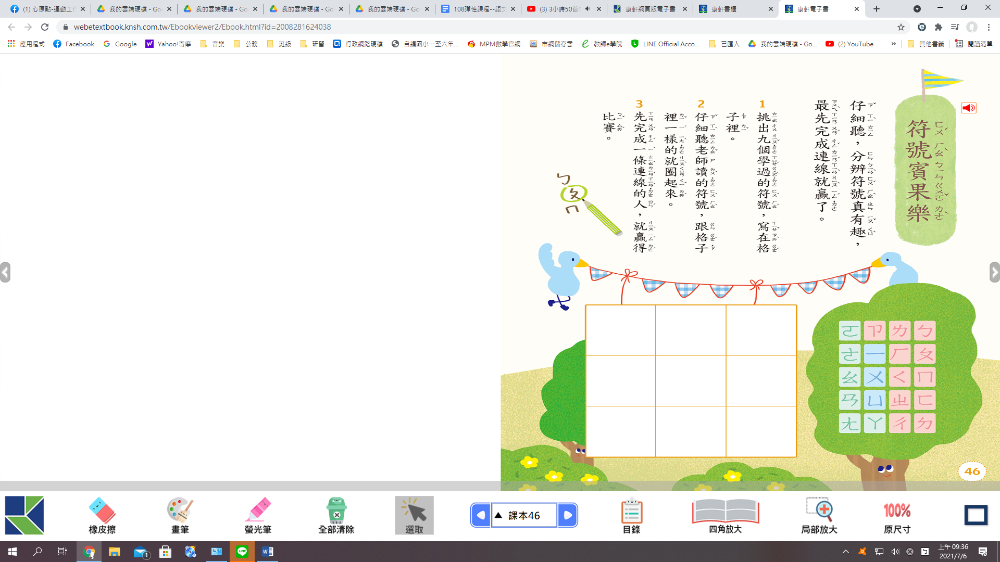 (1) 心原點-運動工作
我的雲端硬碟 - Goo
我的雲端硬碟 - Goo
我的雲端硬碟 - Goo
我的雲端硬碟 - Goo
108彈性課程--語文
(3) 3小時50首
康軒網頁版電子書
康軒書櫃
康軒電子書
webetextbook.knsh.com.tw/Ebookviewer2/Ebook.html?id=2008281624038
應用程式
Facebook
Google
Yahoo!奇摩
音樂
公務
班級
研習
行政網路硬碟
自編國小一至六年...
MPM數學官網
市網儲存雲
教師e學院
LINE Official Acco...
已匯入
我的雲端硬碟 - Go...
(2) YouTube
»
其他書籤
閱讀清單
符號賓果樂
仔細聽，分辨符號真有趣，
最先完成連線就贏了。
1
挑出九個學過的符號，寫在格
子裡。
2
仔細聽老師讀的符號，跟格子
裡一樣的就圈起來。
3
先完成一條連線的人，就贏得
比賽。
ㄅ
ㄆ
ㄇ
ㄛ ㄗ ㄌ ㄅ
ㄜ ㄧ ㄏ ㄆ
ㄠ ㄨ ㄑ ㄇ
ㄢ ㄩ ㄓ ㄈ
ㄤ ㄚ ㄔ ㄉ
46
橡皮擦
畫筆
螢光筆
全部清除
選取
課本46
目錄
四角放大
局部放大
100%
原尺寸
1
LINE
ㄅ
上午 09:36
2021/7/6